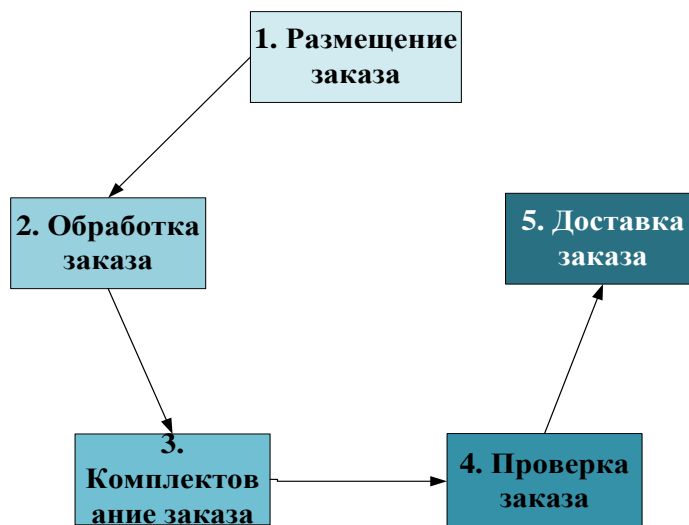 1. Размещение
заказа
2. Обработка
заказа
3.
Комплектов
ание заказа
4. Проверка
заказа
5. Доставка
заказа